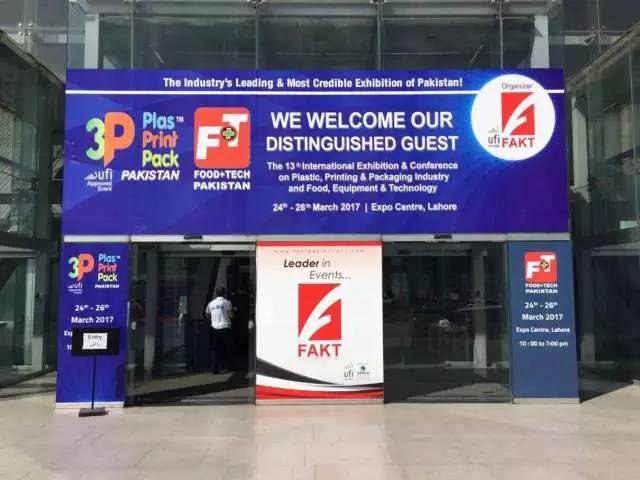 The Industry's Leading & Most Credible Exhibition of Pakistan!
3P Plas™
Print
Pack
PAKISTAN
ufi
Approved
Event
FT
FOOD+TECH
PAKISTAN
WE WELCOME OUR
DISTINGUISHED GUEST
The 13th International Exhibition & Conference
on Plastic, Printing & Packaging Industry
and Food, Equipment & Technology
24th - 26th March 2017 | Expo Centre, Lahore
Organizer
ufi
FAKT
3P Plas
Print
Pack
PAKISTAN
ufi
24th - 26th
March 2017
Entry
Leader in
Events...
FAKT
ufi
FT
FOOD+TECH
PAKISTAN
24th - 26th
March 2017
Expo Centre, Lahore
10 : 00 to 7:00 pm